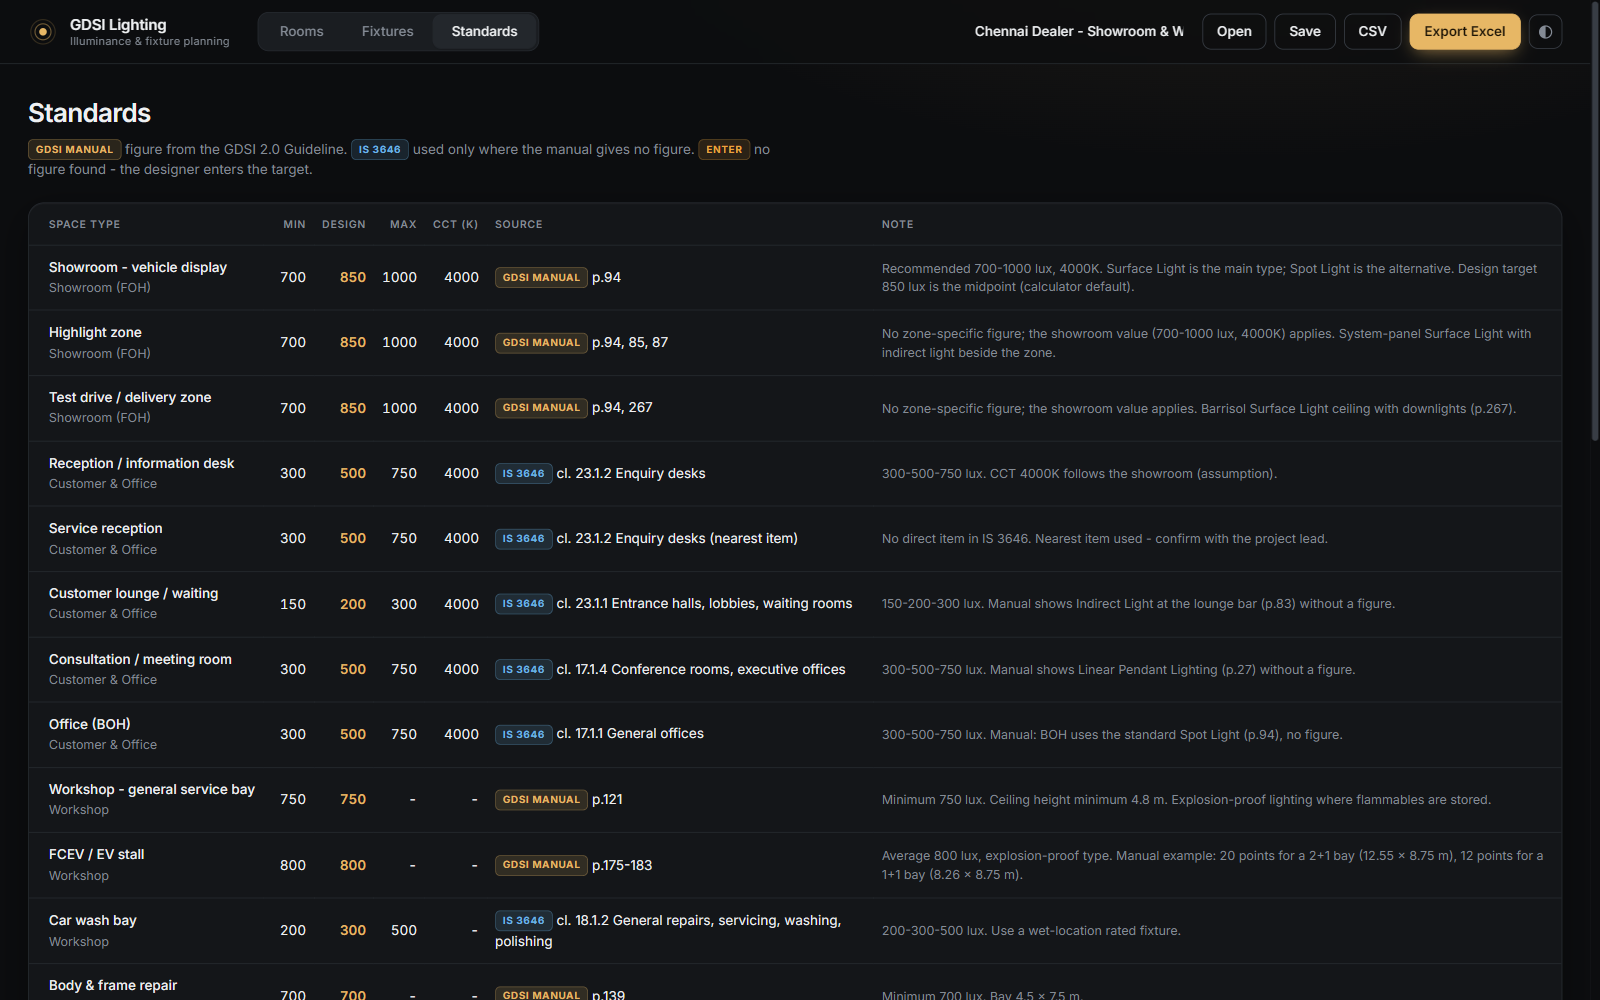 GDSI Lighting
Illuminance & fixture planning
Rooms
Fixtures
Standards
Chennai Dealer - Showroom & W
Open
Save
CSV
Export Excel
Standards
GDSI MANUAL figure from the GDSI 2.0 Guideline. IS 3646 used only where the manual gives no figure. ENTER no
figure found - the designer enters the target.
SPACE TYPE MIN DESIGN MAX CCT (K) SOURCE NOTE
Showroom - vehicle display
Showroom (FOH)
700 850 1000 4000 GDSI MANUAL p.94
Recommended 700-1000 lux, 4000K. Surface Light is the main type; Spot Light is the alternative. Design target
850 lux is the midpoint (calculator default).
Highlight zone
Showroom (FOH)
700 850 1000 4000 GDSI MANUAL p.94, 85, 87
No zone-specific figure; the showroom value (700-1000 lux, 4000K) applies. System-panel Surface Light with
indirect light beside the zone.
Test drive / delivery zone
Showroom (FOH)
700 850 1000 4000 GDSI MANUAL p.94, 267
No zone-specific figure; the showroom value applies. Barrisol Surface Light ceiling with downlights (p.267).
Reception / information desk
Customer & Office
300 500 750 4000 IS 3646 cl. 23.1.2 Enquiry desks
300-500-750 lux. CCT 4000K follows the showroom (assumption).
Service reception
Customer & Office
300 500 750 4000 IS 3646 cl. 23.1.2 Enquiry desks (nearest item)
No direct item in IS 3646. Nearest item used - confirm with the project lead.
Customer lounge / waiting
Customer & Office
150 200 300 4000 IS 3646 cl. 23.1.1 Entrance halls, lobbies, waiting rooms
150-200-300 lux. Manual shows Indirect Light at the lounge bar (p.83) without a figure.
Consultation / meeting room
Customer & Office
300 500 750 4000 IS 3646 cl. 17.1.4 Conference rooms, executive offices
300-500-750 lux. Manual shows Linear Pendant Lighting (p.27) without a figure.
Office (BOH)
Customer & Office
300 500 750 4000 IS 3646 cl. 17.1.1 General offices
300-500-750 lux. Manual: BOH uses the standard Spot Light (p.94), no figure.
Workshop - general service bay
Workshop
750 750 - - GDSI MANUAL p.121
Minimum 750 lux. Ceiling height minimum 4.8 m. Explosion-proof lighting where flammables are stored.
FCEV / EV stall
Workshop
800 800 - - GDSI MANUAL p.175-183
Average 800 lux, explosion-proof type. Manual example: 20 points for a 2+1 bay (12.55 × 8.75 m), 12 points for a
1+1 bay (8.26 × 8.75 m).
Car wash bay
Workshop
200 300 500 - IS 3646 cl. 18.1.2 General repairs, servicing, washing,
polishing
200-300-500 lux. Use a wet-location rated fixture.
Body & frame repair
700 700 - - GDSI MANUAL p.139
Minimum 700 lux. Bay 4.5 × 7.5 m.